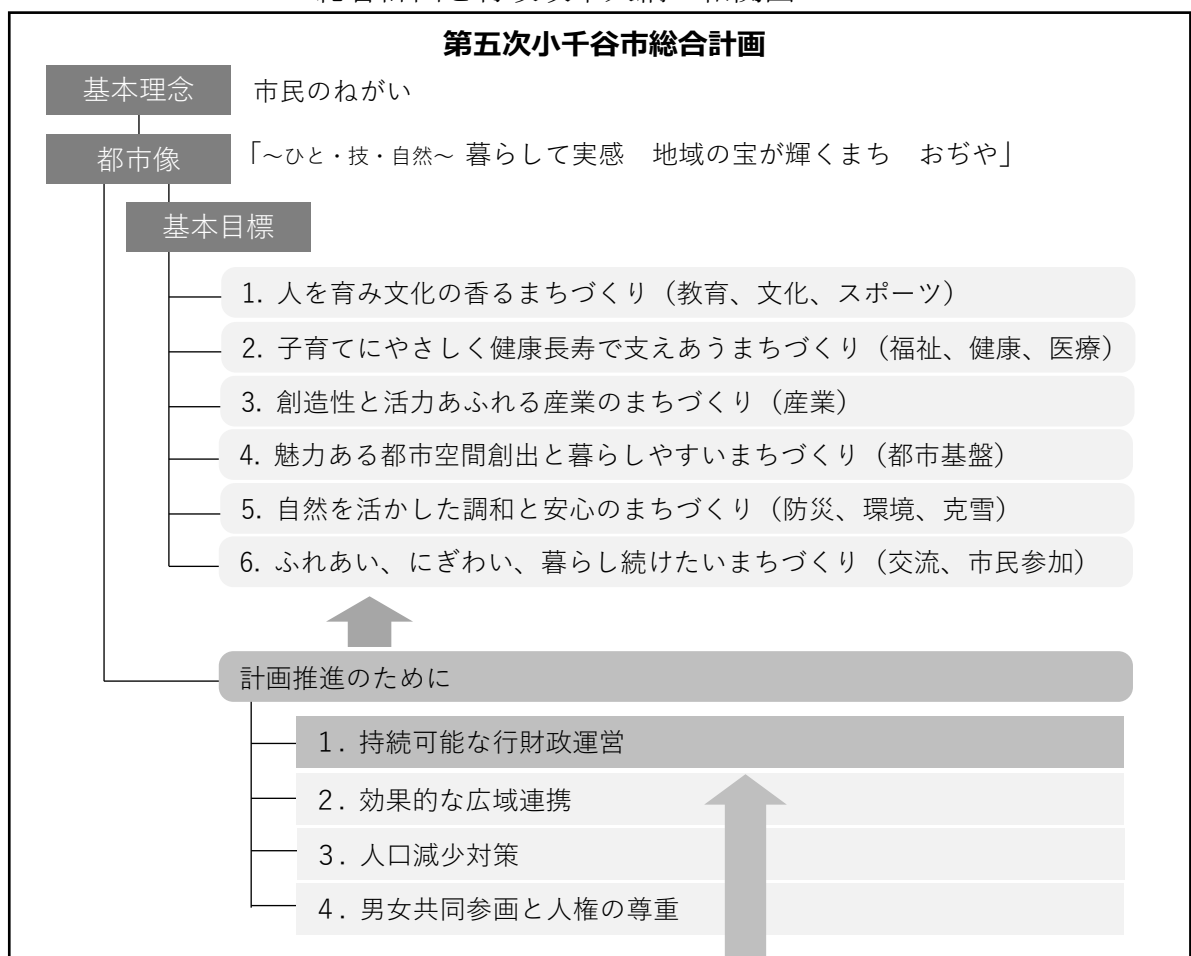 第五次小千谷市総合計画
基本理念 市民のねがい
都市像 「～ひと・技・自然～ 暮らして実感 地域の宝が輝くまち おぢや」
基本目標
1. 人を育み文化の香るまちづくり（教育、文化、スポーツ）
2. 子育てにやさしく健康長寿で支えあうまちづくり（福祉、健康、医療）
3. 創造性と活力あふれる産業のまちづくり（産業）
4. 魅力ある都市空間創出と暮らしやすいまちづくり（都市基盤）
5. 自然を活かした調和と安心のまちづくり（防災、環境、克雪）
6. ふれあい、にぎわい、暮らし続けたいまちづくり（交流、市民参加）
計画推進のために
1. 持続可能な行財政運営
2. 効果的な広域連携
3. 人口減少対策
4. 男女共同参画と人権の尊重